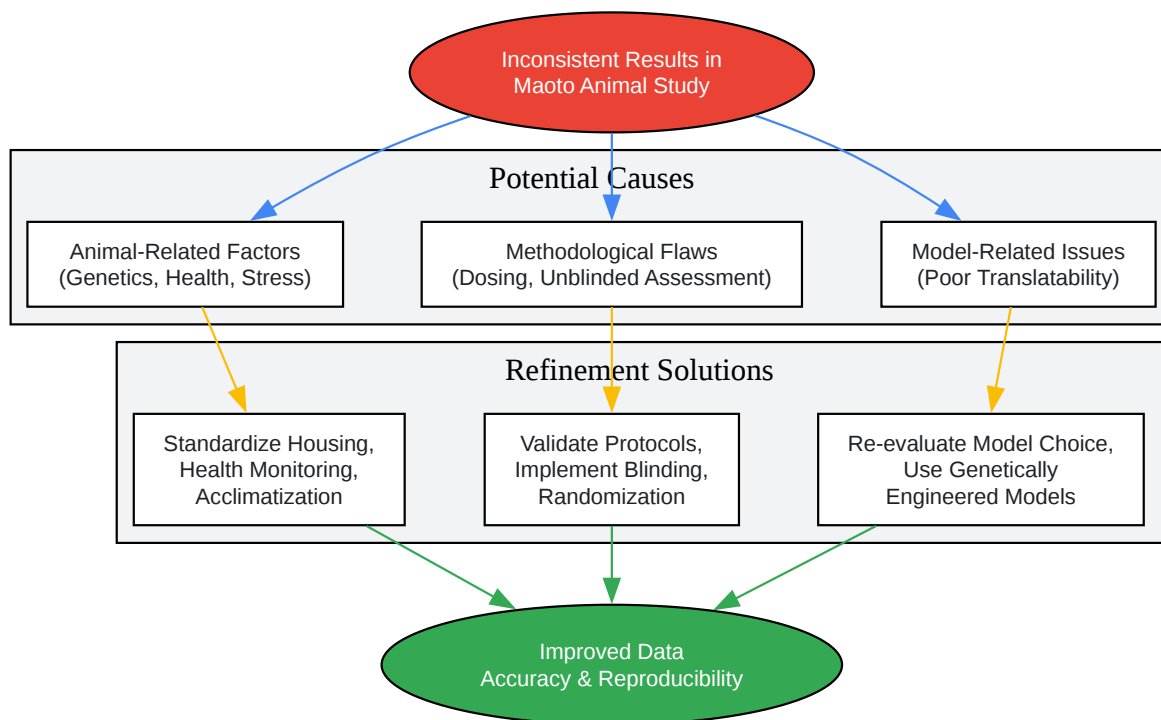 Inconsistent Results in
Maoto Animal Study
Potential Causes
Animal-Related Factors
(Genetics, Health, Stress)
Methodological Flaws
(Dosing, Unblinded Assessment)
Model-Related Issues
(Poor Translatability)
Refinement Solutions
Standardize Housing,
Health Monitoring,
Acclimatization
Validate Protocols,
Implement Blinding,
Randomization
Re-evaluate Model Choice,
Use Genetically
Engineered Models
Improved Data
Accuracy & Reproducibility